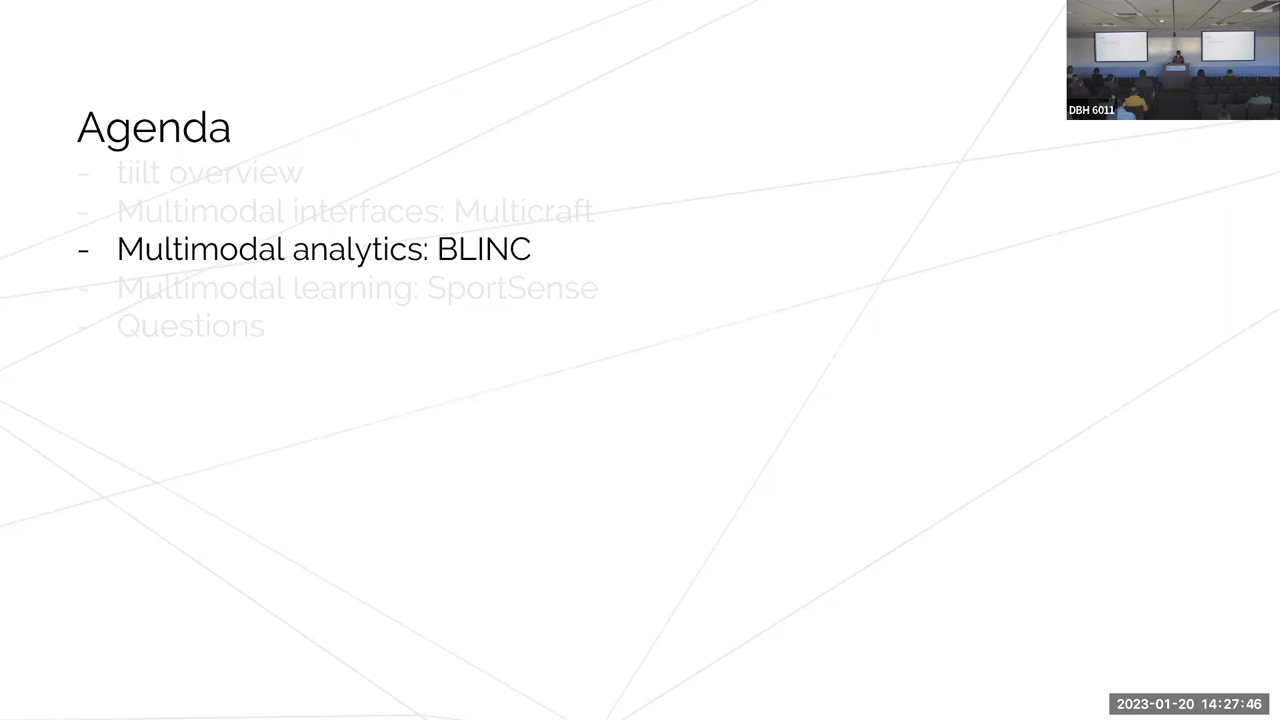 Agenda
- tiilt overview
- Multimodal interfaces: Multicraft
- Multimodal analytics: BLINC
- Multimodal learning: SportSense
- Questions
DBH 6011
2023-01-20 14:27:46